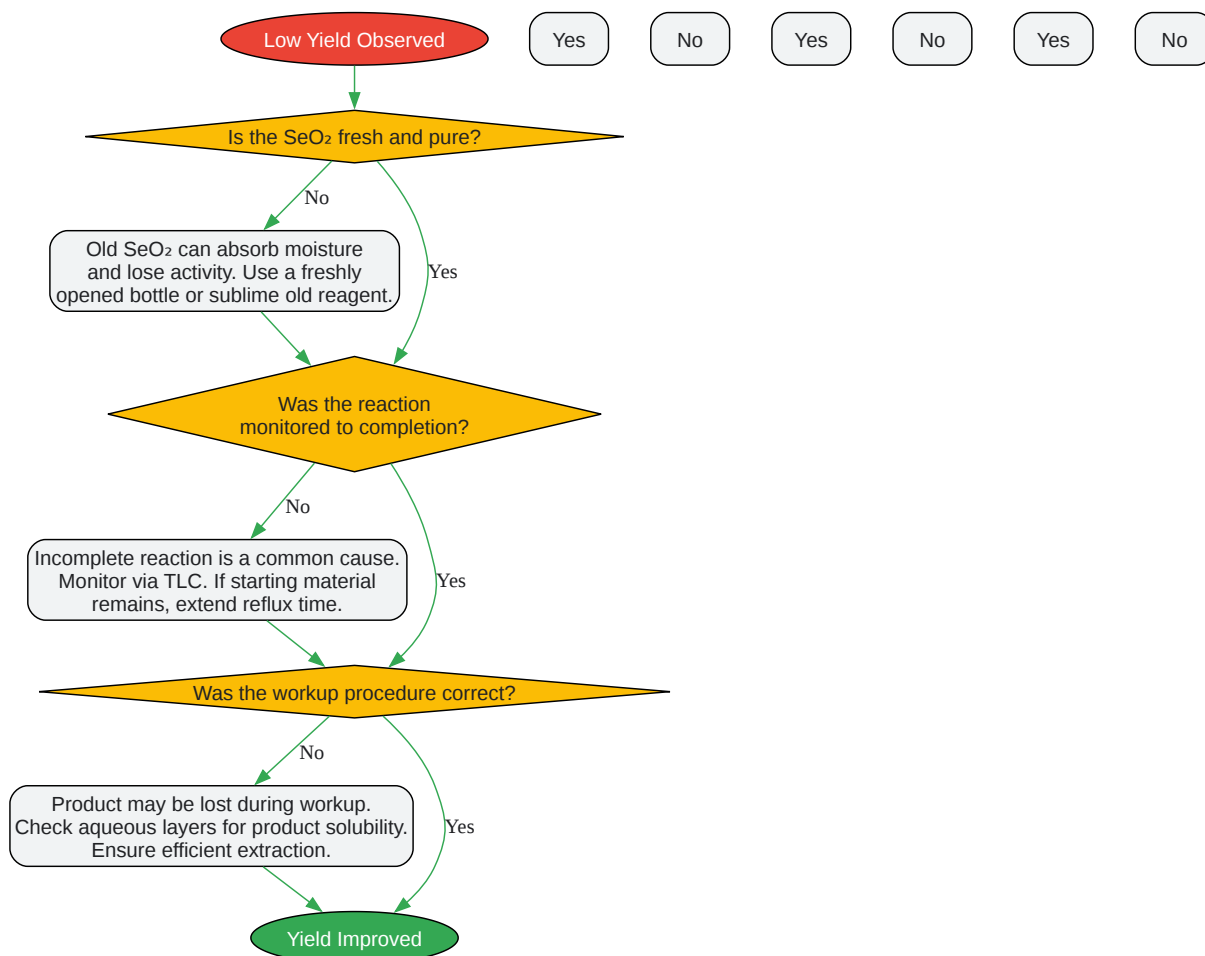 Low Yield Observed
Yes
No
Yes
No
Yes
No
Is the SeO₂ fresh and pure?
No
Old SeO₂ can absorb moisture
and lose activity. Use a freshly
opened bottle or sublime old reagent.
Yes
Was the reaction
monitored to completion?
No
Incomplete reaction is a common cause.
Monitor via TLC. If starting material
remains, extend reflux time.
Yes
Was the workup procedure correct?
No
Product may be lost during workup.
Check aqueous layers for product solubility.
Ensure efficient extraction.
Yes
Yield Improved